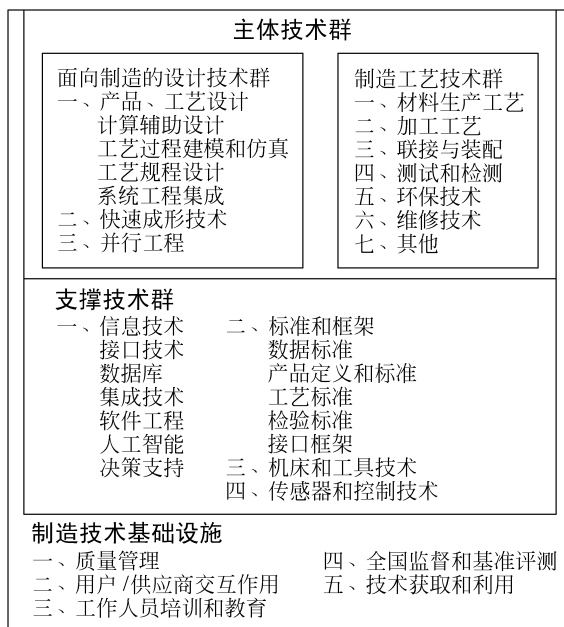 主体技术群
面向制造的设计技术群
一、产品、工艺设计
计算辅助设计
工艺过程建模和仿真
工艺规程设计
系统工程集成
二、快速成形技术
三、并行工程
制造工艺技术群
一、材料生产工艺
二、加工工艺
三、联接与装配
四、测试和检测
五、环保技术
六、维修技术
七、其他
支撑技术群
一、信息技术
接口技术
数据库
集成技术
软件工程
人工智能
决策支持
二、标准和框架
数据标准
产品定义和标准
工艺标准
检验标准
接口框架
三、机床和工具技术
四、传感器和控制技术
制造技术基础设施
一、质量管理
二、用户/供应商交互作用
三、工作人员培训和教育
四、全国监督和基准评测
五、技术获取和利用